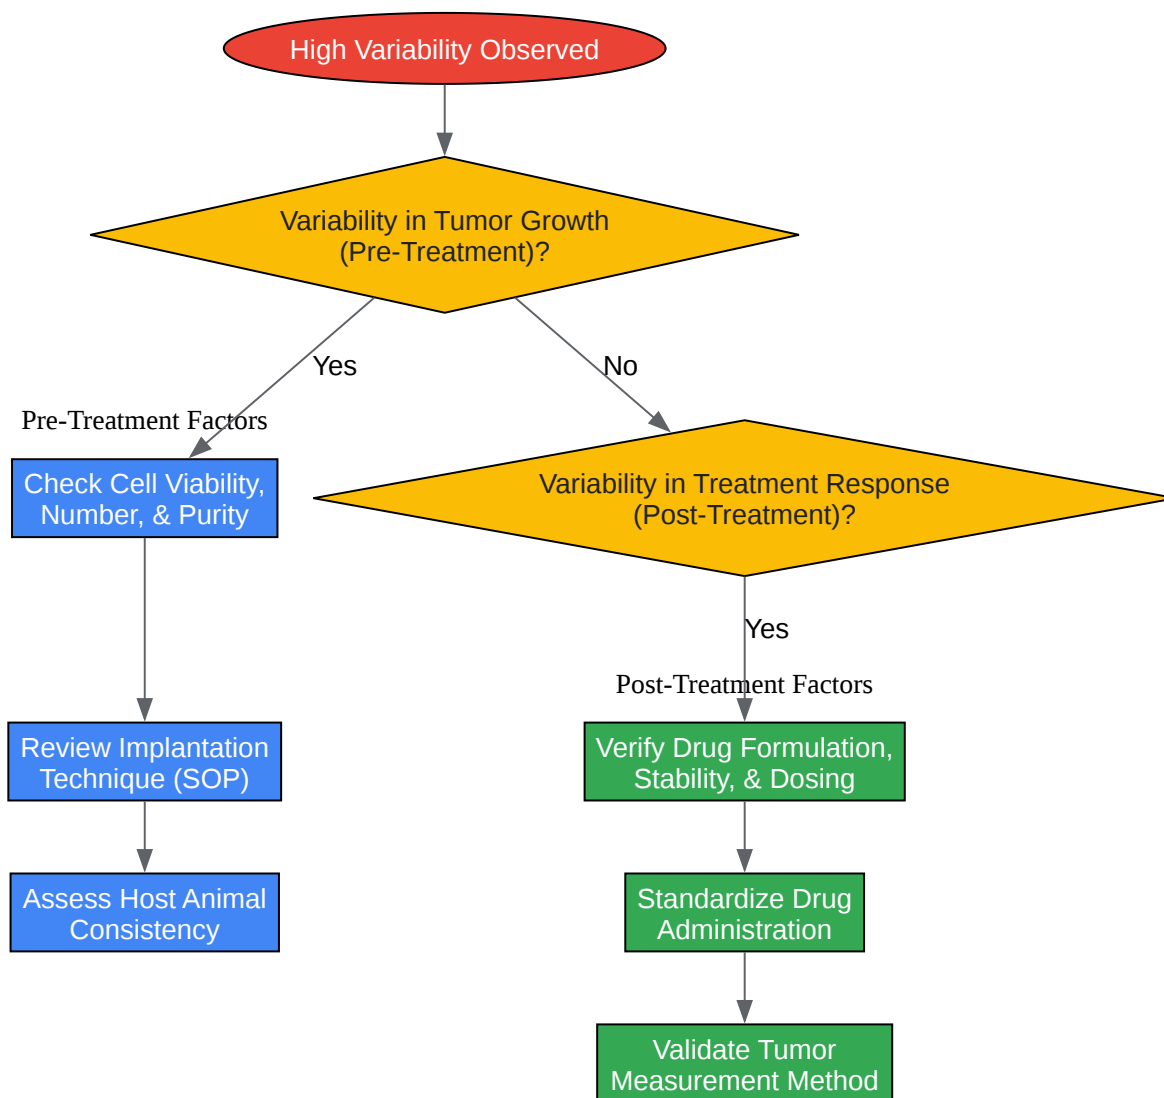 High Variability Observed
Variability in Tumor Growth
(Pre-Treatment)?
Yes
No
Pre-Treatment Factors
Check Cell Viability,
Number, & Purity
Variability in Treatment Response
(Post-Treatment)?
Yes
Post-Treatment Factors
Review Implantation
Technique (SOP)
Verify Drug Formulation,
Stability, & Dosing
Assess Host Animal
Consistency
Standardize Drug
Administration
Validate Tumor
Measurement Method